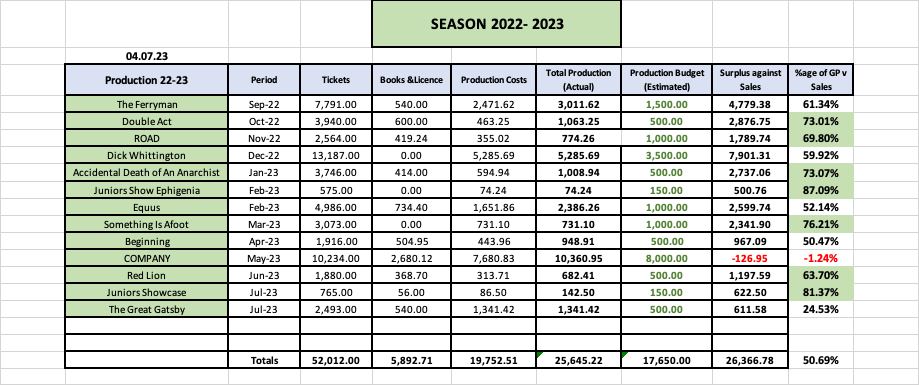 SEASON 2022- 2023
04.07.23
Production 22-23 Period Tickets Books &Licence Production Costs Total Production (Actual) Production Budget (Estimated) Surplus against Sales %age of GP v Sales
The Ferryman Sep-22 7,791.00 540.00 2,471.62 3,011.62 1,500.00 4,779.38 61.34%
Double Act Oct-22 3,940.00 600.00 463.25 1,063.25 500.00 2,876.75 73.01%
ROAD Nov-22 2,564.00 419.24 355.02 774.26 1,000.00 1,789.74 69.80%
Dick Whittington Dec-22 13,187.00 0.00 5,285.69 5,285.69 3,500.00 7,901.31 59.92%
Accidental Death of An Anarchist Jan-23 3,746.00 414.00 594.94 1,008.94 500.00 2,737.06 73.07%
Juniors Show Ephigenia Feb-23 575.00 0.00 74.24 74.24 150.00 500.76 87.09%
Equus Feb-23 4,986.00 734.40 1,651.86 2,386.26 1,000.00 2,599.74 52.14%
Something Is Afoot Mar-23 3,073.00 0.00 731.10 731.10 1,000.00 2,341.90 76.21%
Beginning Apr-23 1,916.00 504.95 443.96 948.91 500.00 967.09 50.47%
COMPANY May-23 10,234.00 2,680.12 7,680.83 10,360.95 8,000.00 -126.95 -1.24%
Red Lion Jun-23 1,880.00 368.70 313.71 682.41 500.00 1,197.59 63.70%
Juniors Showcase Jul-23 765.00 56.00 86.50 142.50 150.00 622.50 81.37%
The Great Gatsby Jul-23 2,493.00 540.00 1,341.42 1,341.42 500.00 611.58 24.53%
Totals 52,012.00 5,892.71 19,752.51 25,645.22 17,650.00 26,366.78 50.69%